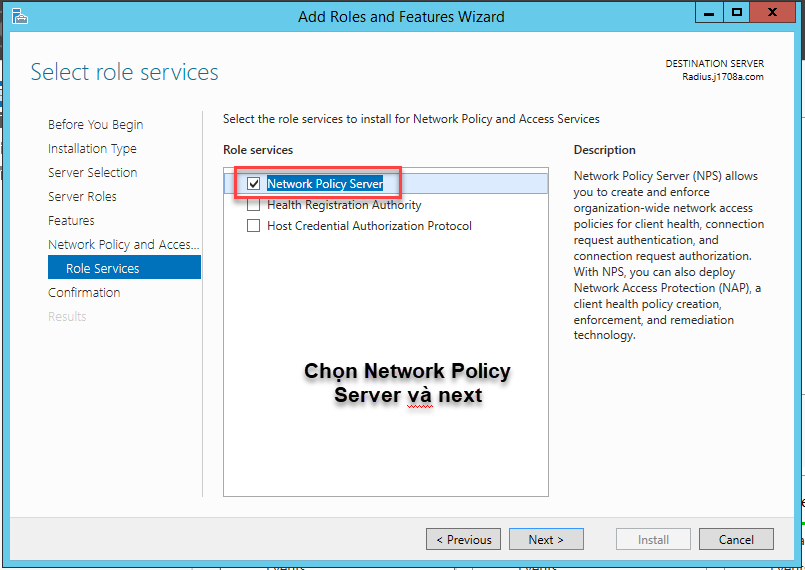 Add Roles and Features Wizard
Select role services
DESTINATION SERVER
Radius.j1708a.com
Before You Begin
Installation Type
Server Selection
Server Roles
Features
Network Policy and Acces...
Role Services
Confirmation
Results
Select the role services to install for Network Policy and Access Services
Role services
Network Policy Server
Health Registration Authority
Host Credential Authorization Protocol
Chọn Network Policy
Server và next
Description
Network Policy Server (NPS) allows
you to create and enforce
organization-wide network access
policies for client health, connection
request authentication, and
connection request authorization.
With NPS, you can also deploy
Network Access Protection (NAP), a
client health policy creation,
enforcement, and remediation
technology.
< Previous
Next >
Install
Cancel